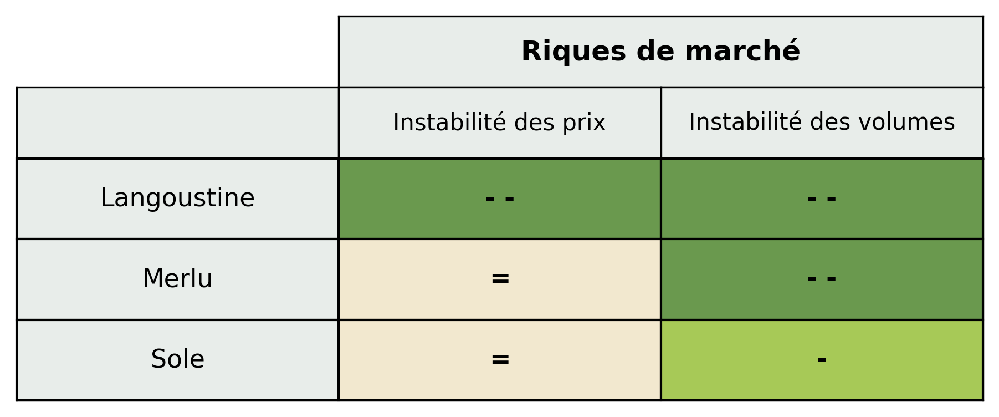 Riques de marché
Instabilité des prix Instabilité des volumes
Langoustine - - - -
Merlu = - -
Sole = -